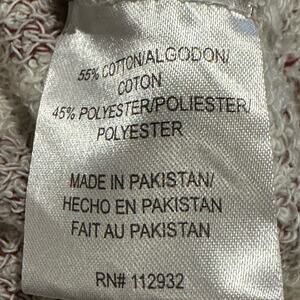 55% COTTON/ALGODON/
COTON
45% POLYESTER/POLIESTER/
POLYESTER
MADE IN PAKISTAN/
HECHO EN PAKISTAN
FAIT AU PAKISTAN
RN# 112932